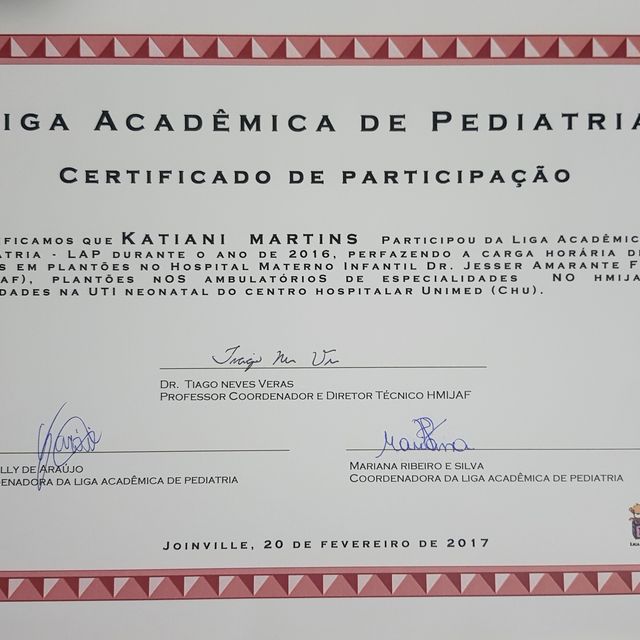 IGA ACADÊMICA DE PEDIATRIA
CERTIFICADO DE PARTICIPAÇÃO
IFICAMOS QUE KATIANI MARTINS PARTICIPOU DA LIGA ACADÊMIC
ATRIA - LAP DURANTE O ANO DE 2016, PERFAZENDO A CARGA HORÁRIA DE
S EM PLANTÕES NO HOSPITAL MATERNO INFANTIL DR. JESSER AMARANTE F
AF), PLANTÕES NOS AMBULATÓRIOS DE ESPECIALIDADES NO HMIJA
DADES NA UTI NEONATAL DO CENTRO HOSPITALAR UNIMED (CHU).
DR. TIAGO NEVES VERAS
PROFESSOR COORDENADOR E DIRETOR TÉCNICO HMIJAF
Mariana
LLY DE ARAÚJO
MARIANA RIBEIRO E SILVA
DENADORA DA LIGA ACADÊMICA DE PEDIATRIA
COORDENADORA DA LIGA ACADÊMICA DE PEDIATRIA
JOINVILLE, 20 DE FEVEREIRO DE 2017